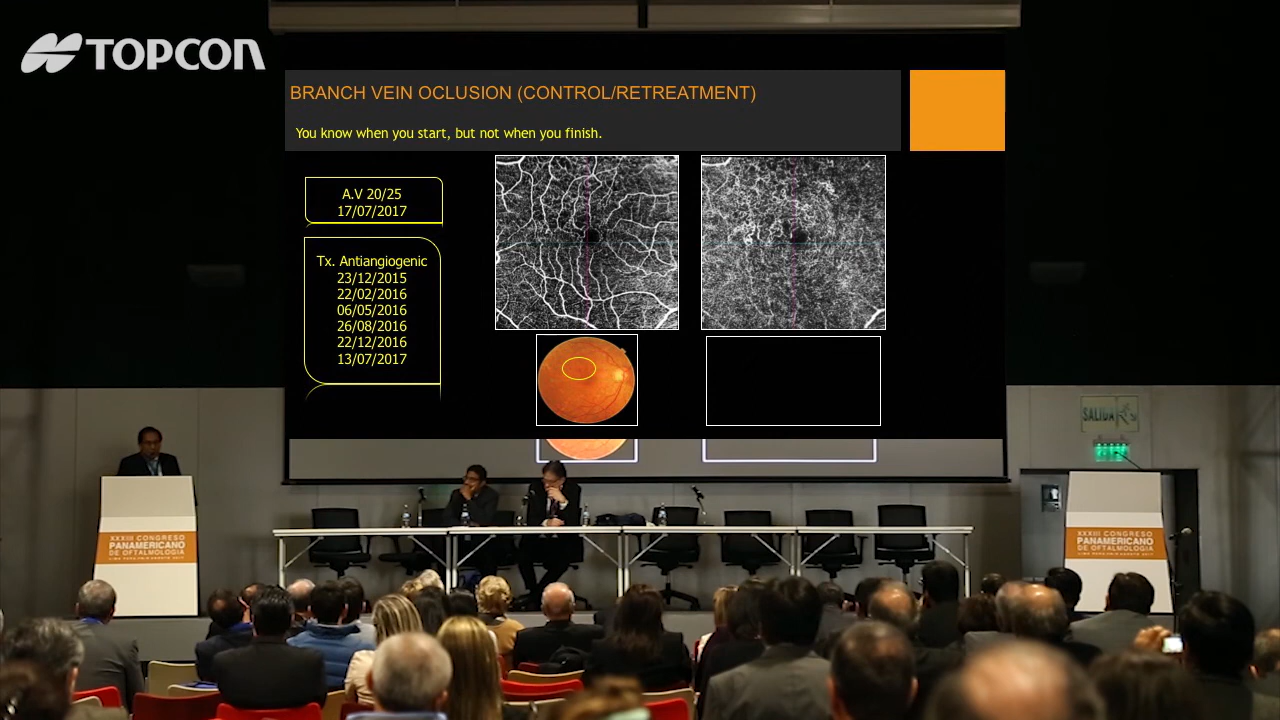 TOPCON
BRANCH VEIN OCLUSION (CONTROL/RETREATMENT)
You know when you start, but not when you finish.
A.V 20/25
17/07/2017
Tx. Antiangiogenic
23/12/2015
22/02/2016
06/05/2016
26/08/2016
22/12/2016
13/07/2017
SALIDA
XXXIII CONGRESO
PANAMERICANO
DE OFTALMOLOGIA
XXXIII CONGRESO
PANAMERICANO
DE OFTALMOLOGIA